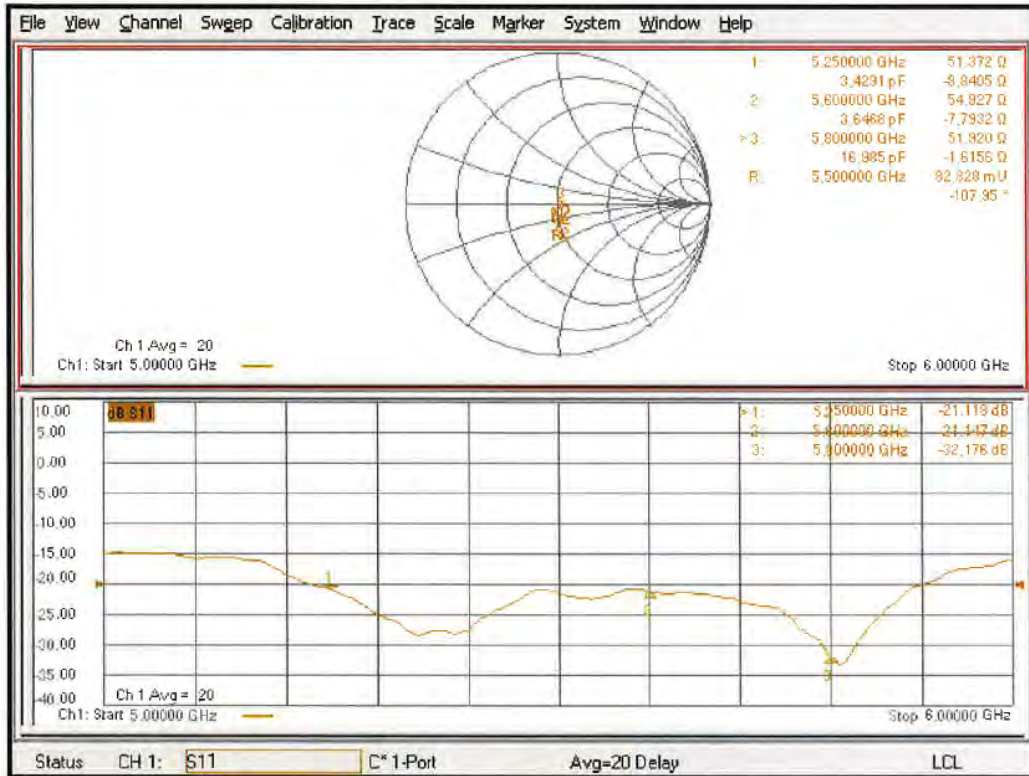 File View Channel Sweep Calibration Trace Scale Marker System Window Help
1: 5.250000 GHz 51.372 Ω
3.4291 pF -8.8405 Ω
2: 5.600000 GHz 54.927 Ω
3.6468 pF -7.7932 Ω
> 3: 5.800000 GHz 51.920 Ω
16.985 pF -1.6156 Ω
R: 5.500000 GHz 82.828 mU
-107.95 °
Ch 1 Avg = 20
Ch1: Start 5.00000 GHz
Stop 6.00000 GHz
10.00
5.00
0.00
-5.00
-10.00
-15.00
-20.00
-25.00
-30.00
-35.00
-40.00
dB S11
> 1: 5.250000 GHz -21.118 dB
2: 5.600000 GHz -21.147 dB
3: 5.800000 GHz -32.176 dB
1
3
Ch 1 Avg = 20
Ch1: Start 5.00000 GHz
Stop 6.00000 GHz
Status CH 1: S11 C* 1-Port Avg=20 Delay LCL